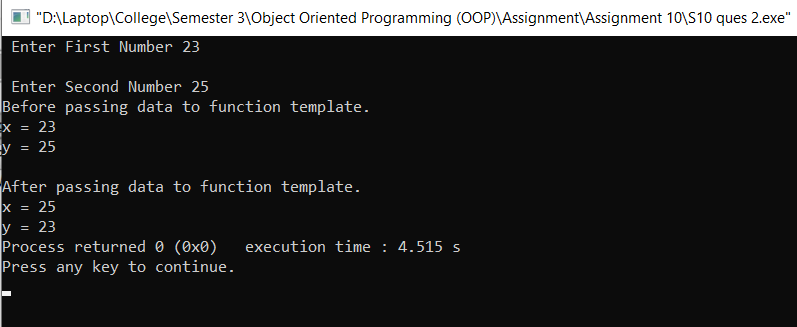 "D:\Laptop\College\Semester 3\Object Oriented Programming (OOP)\Assignment\Assignment 10\S10 ques 2.exe"
Enter First Number 23
Enter Second Number 25
Before passing data to function template.
x = 23
y = 25
After passing data to function template.
x = 25
y = 23
Process returned 0 (0x0)   execution time : 4.515 s
Press any key to continue.